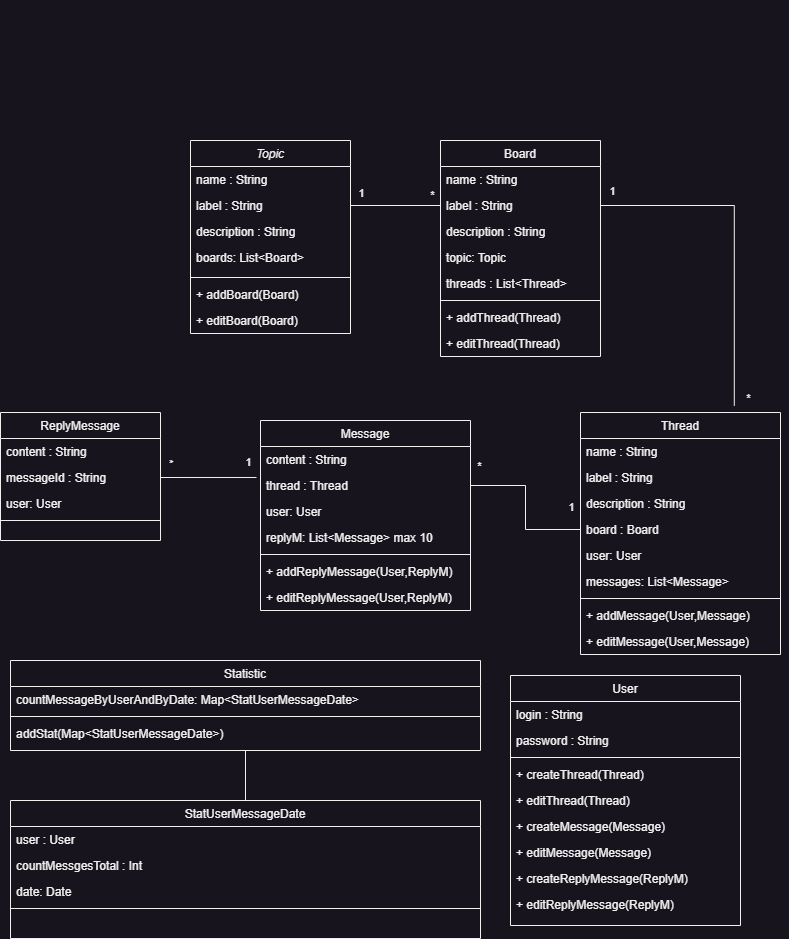 Topic
name : String
label : String
description : String
boards: List<Board>
+ addBoard(Board)
+ editBoard(Board)
1
*
Board
name : String
label : String
description : String
topic: Topic
threads : List<Thread>
+ addThread(Thread)
+ editThread(Thread)
1
*
ReplyMessage
content : String
messageId : String
user: User
*
1
Message
content : String
thread : Thread
user: User
replyM: List<Message> max 10
+ addReplyMessage(User,ReplyM)
+ editReplyMessage(User,ReplyM)
*
1
Thread
name : String
label : String
description : String
board : Board
user: User
messages: List<Message>
+ addMessage(User,Message)
+ editMessage(User,Message)
Statistic
countMessageByUserAndByDate: Map<StatUserMessageDate>
addStat(Map<StatUserMessageDate>)
StatUserMessageDate
user : User
countMessgesTotal : Int
date: Date
User
login : String
password : String
+ createThread(Thread)
+ editThread(Thread)
+ createMessage(Message)
+ editMessage(Message)
+ createReplyMessage(ReplyM)
+ editReplyMessage(ReplyM)